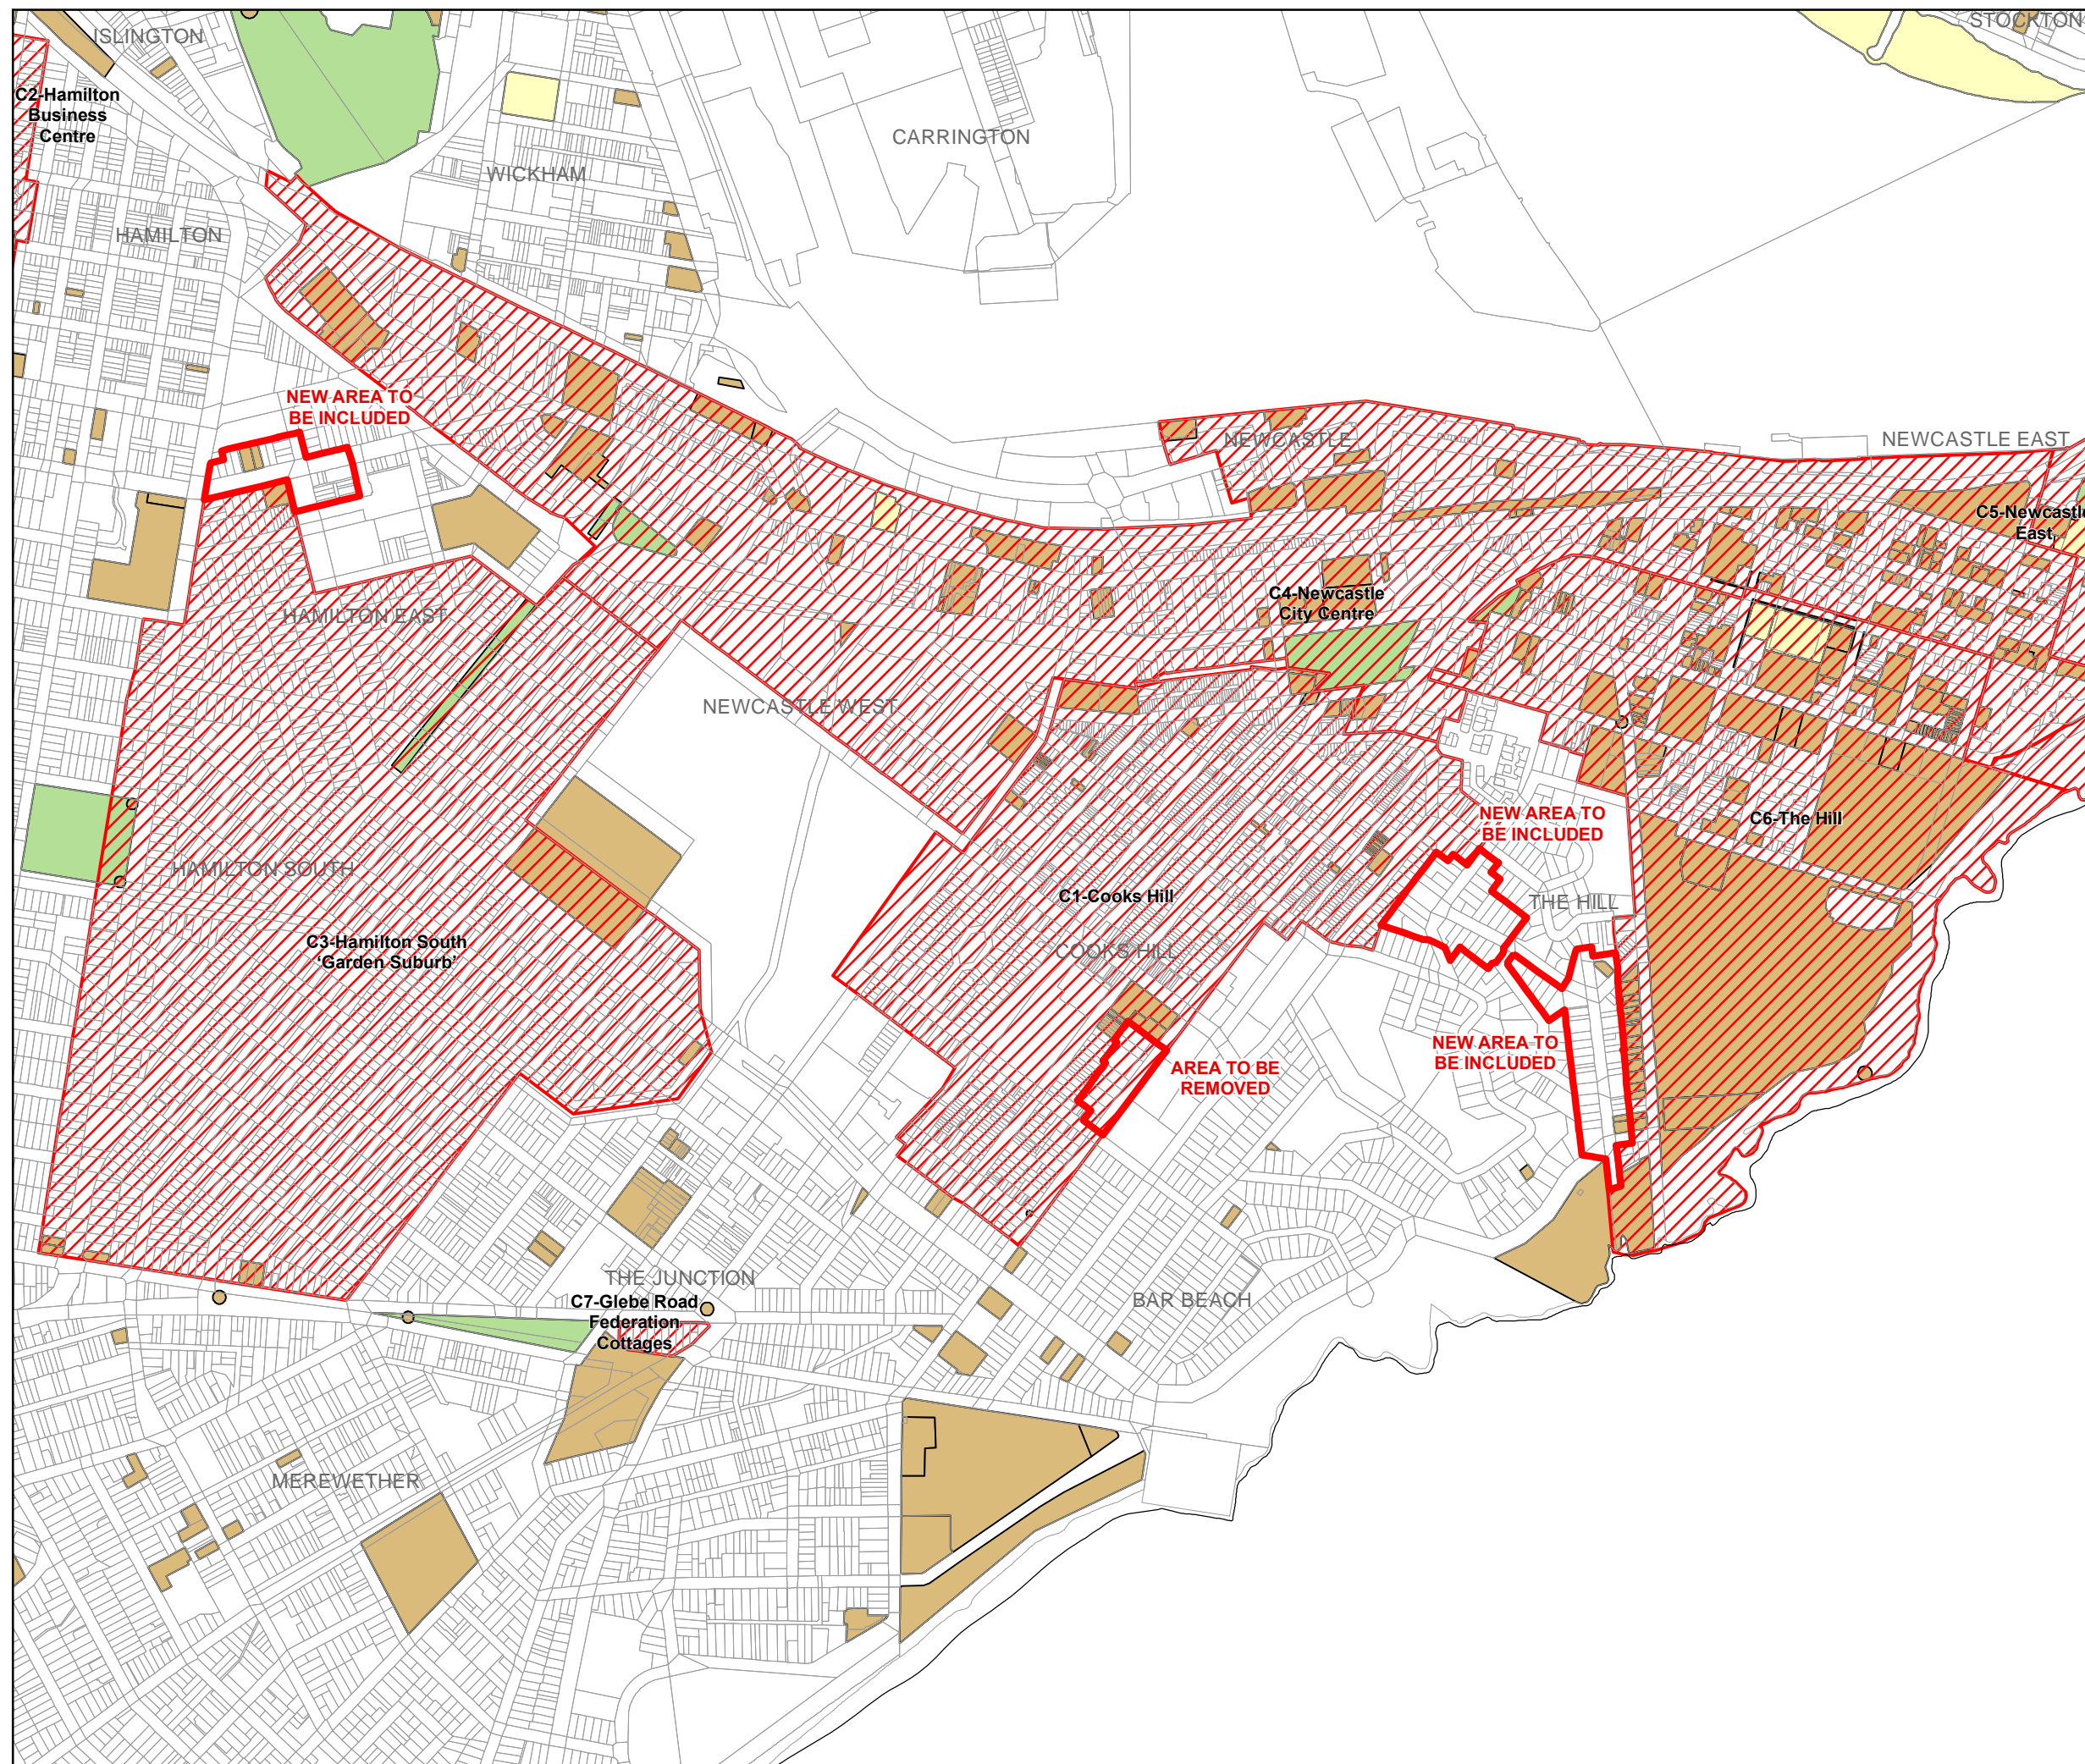 STOCKTON
ISLINGTON
C2-Hamilton
Business
Centre
CARRINGTON
WICKHAM
HAMILTON
NEW AREA TO
BE INCLUDED
NEWCASTLE
NEWCASTLE EAST
C5-Newcastle
East
C4-Newcastle
City Centre
HAMILTON EAST
NEWCASTLE WEST
NEW AREA TO
BE INCLUDED
C6-The Hill
HAMILTON SOUTH
C1-Cooks Hill
THE HILL
C3-Hamilton South
‘Garden Suburb’
COOKS HILL
NEW AREA TO
BE INCLUDED
AREA TO BE
REMOVED
THE JUNCTION
C7-Glebe Road
Federation
Cottages
BAR BEACH
MEREWETHER